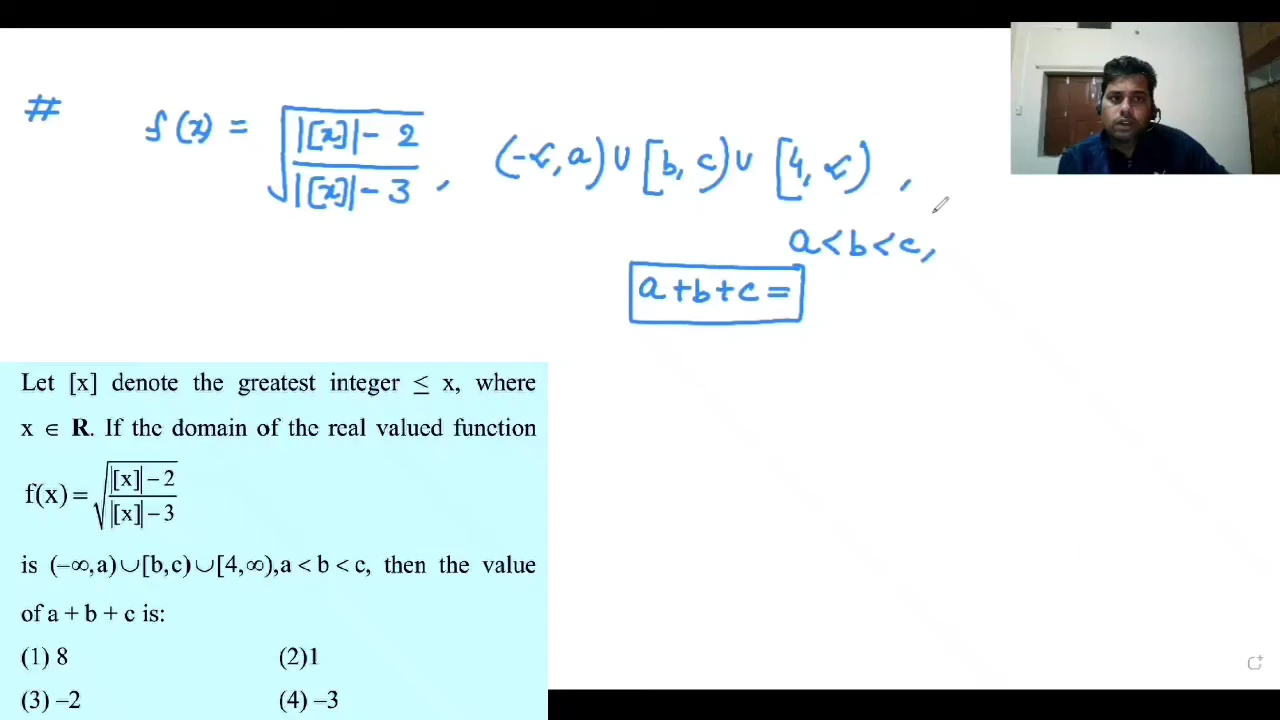 # f(x) = √(|[x]| - 2 / |[x]| - 3), (-∞, a) ∪ [b, c) ∪ [4, ∞),
a < b < c,
a + b + c =
Let [x] denote the greatest integer ≤ x, where
x ∈ R. If the domain of the real valued function
f(x) = √(|[x]| − 2 / |[x]| − 3)
is (−∞,a)∪[b,c)∪[4,∞),a < b < c, then the value
of a + b + c is:
(1) 8 (2)1
(3) –2 (4) –3